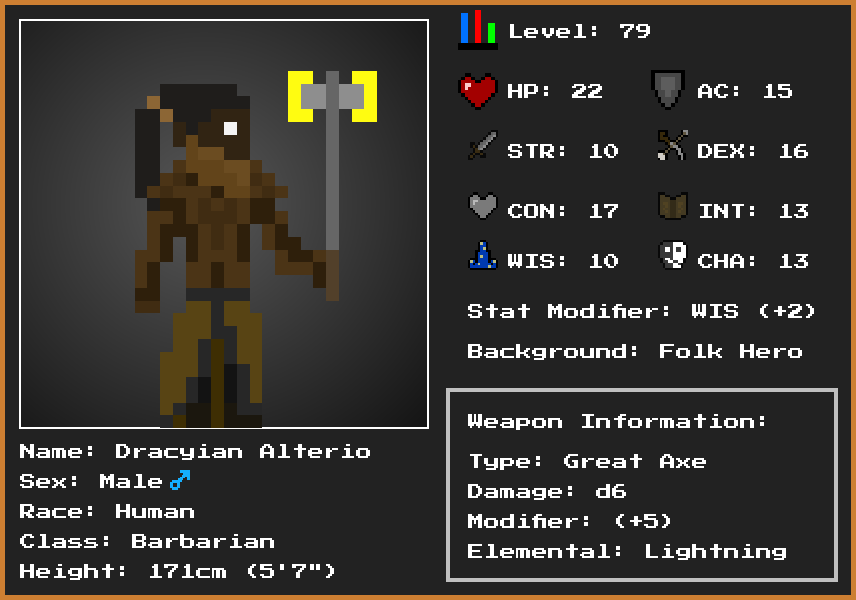 Level: 79
HP: 22
AC: 15
STR: 10
DEX: 16
CON: 17
INT: 13
WIS: 10
CHA: 13
Stat Modifier: WIS (+2)
Background: Folk Hero
Weapon Information:
Type: Great Axe
Damage: d6
Modifier: (+5)
Elemental: Lightning
Name: Dracyian Alterio
Sex: Male♂
Race: Human
Class: Barbarian
Height: 171cm (5'7")